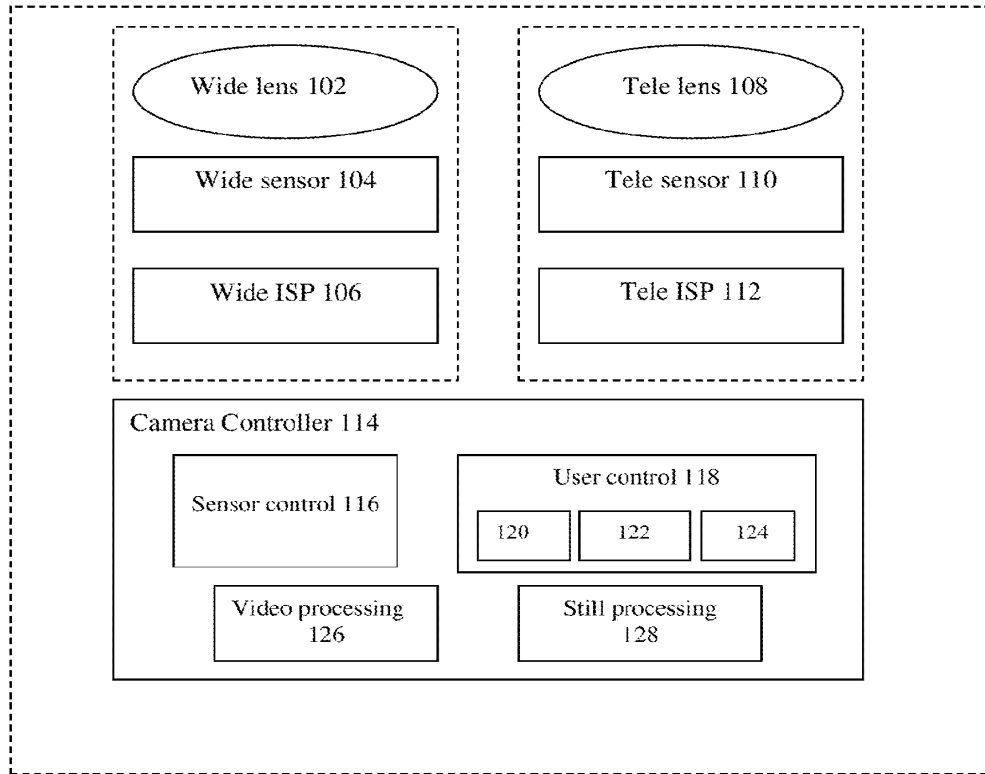 Wide lens 102
Tele lens 108
Wide sensor 104
Tele sensor 110
Wide ISP 106
Tele ISP 112
Camera Controller 114
Sensor control 116
User control 118
120
122
124
Video processing
126
Still processing
128